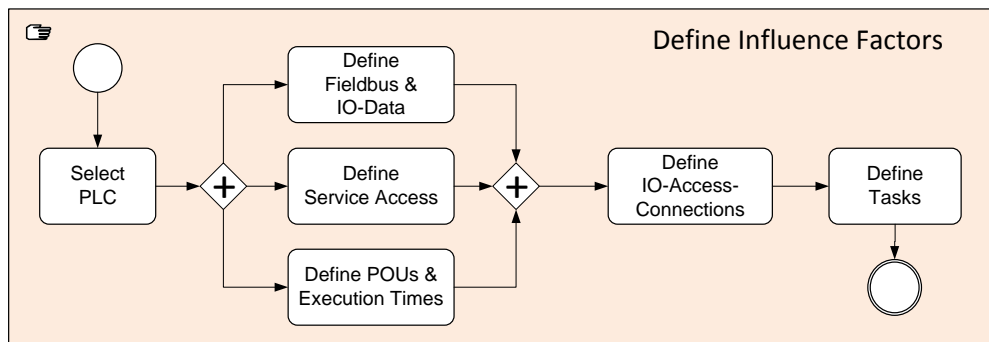 Define Influence Factors
Select
PLC
Define
Fieldbus &
IO-Data
Define
Service Access
Define POUs &
Execution Times
Define
IO-Access-
Connections
Define
Tasks